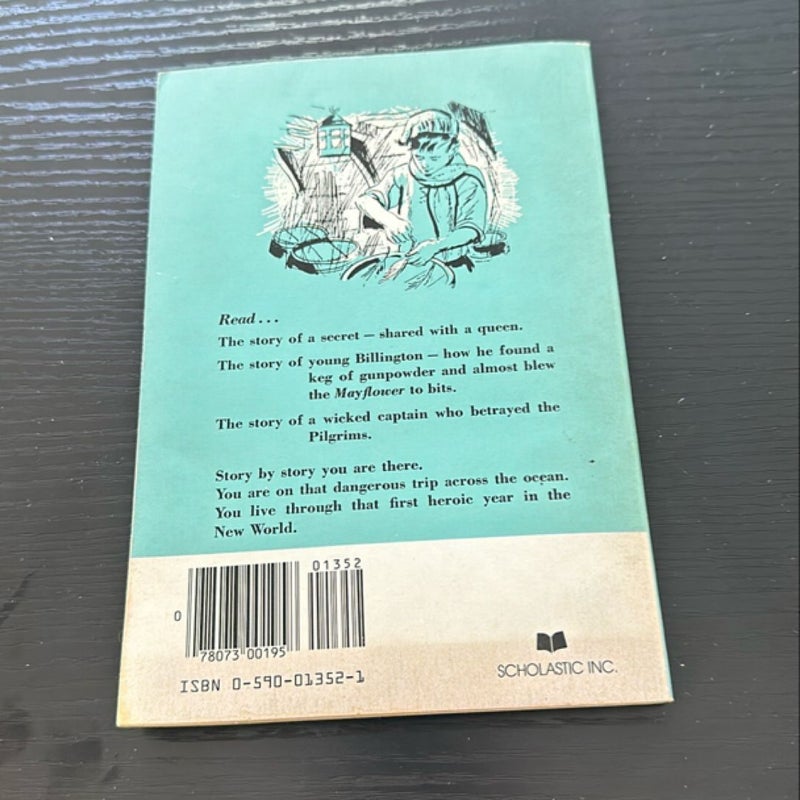 Read...
The story of a secret — shared with a queen.
The story of young Billington — how he found a
keg of gunpowder and almost blew
the Mayflower to bits.
The story of a wicked captain who betrayed the
Pilgrims.
Story by story you are there.
You are on that dangerous trip across the ocean.
You live through that first heroic year in the
New World.
01352
0
78073 00195
ISBN 0-590-01352-1
SCHOLASTIC INC.